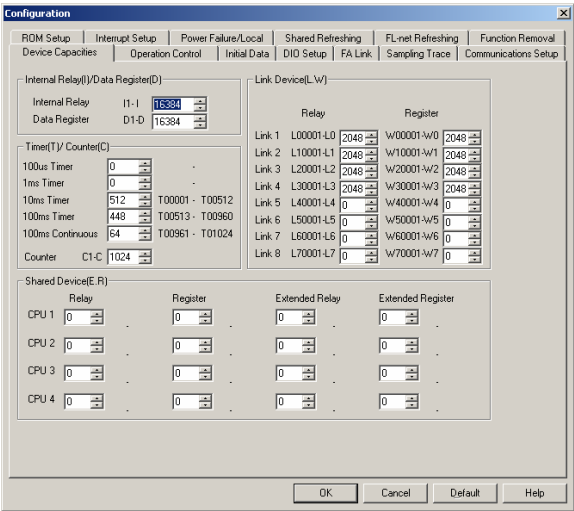 Configuration
ROM Setup Interrupt Setup Power Failure/Local Shared Refreshing FL-net Refreshing Function Removal
Device Capacities Operation Control Initial Data DIO Setup FA Link Sampling Trace Communications Setup
Internal Relay(I)/Data Register(D)
Internal Relay I1-I 16384
Data Register D1-D 16384
Timer(T)/ Counter(C)
100us Timer 0 -
1ms Timer 0 -
10ms Timer 512 T00001 - T00512
100ms Timer 448 T00513 - T00960
100ms Continuous 64 T00961 - T01024
Counter C1-C 1024
Link Device(L.W)
Relay Register
Link 1 L00001-L0 2048 W00001-W0 2048
Link 2 L10001-L1 2048 W10001-W1 2048
Link 3 L20001-L2 2048 W20001-W2 2048
Link 4 L30001-L3 2048 W30001-W3 2048
Link 5 L40001-L4 0 W40001-W4 0
Link 6 L50001-L5 0 W50001-W5 0
Link 7 L60001-L6 0 W60001-W6 0
Link 8 L70001-L7 0 W70001-W7 0
Shared Device(E.R)
Relay Register Extended Relay Extended Register
CPU 1 0 - 0 - 0 - 0 -
CPU 2 0 - 0 - 0 - 0 -
CPU 3 0 - 0 - 0 - 0 -
CPU 4 0 - 0 - 0 - 0 -
OK Cancel Default Help